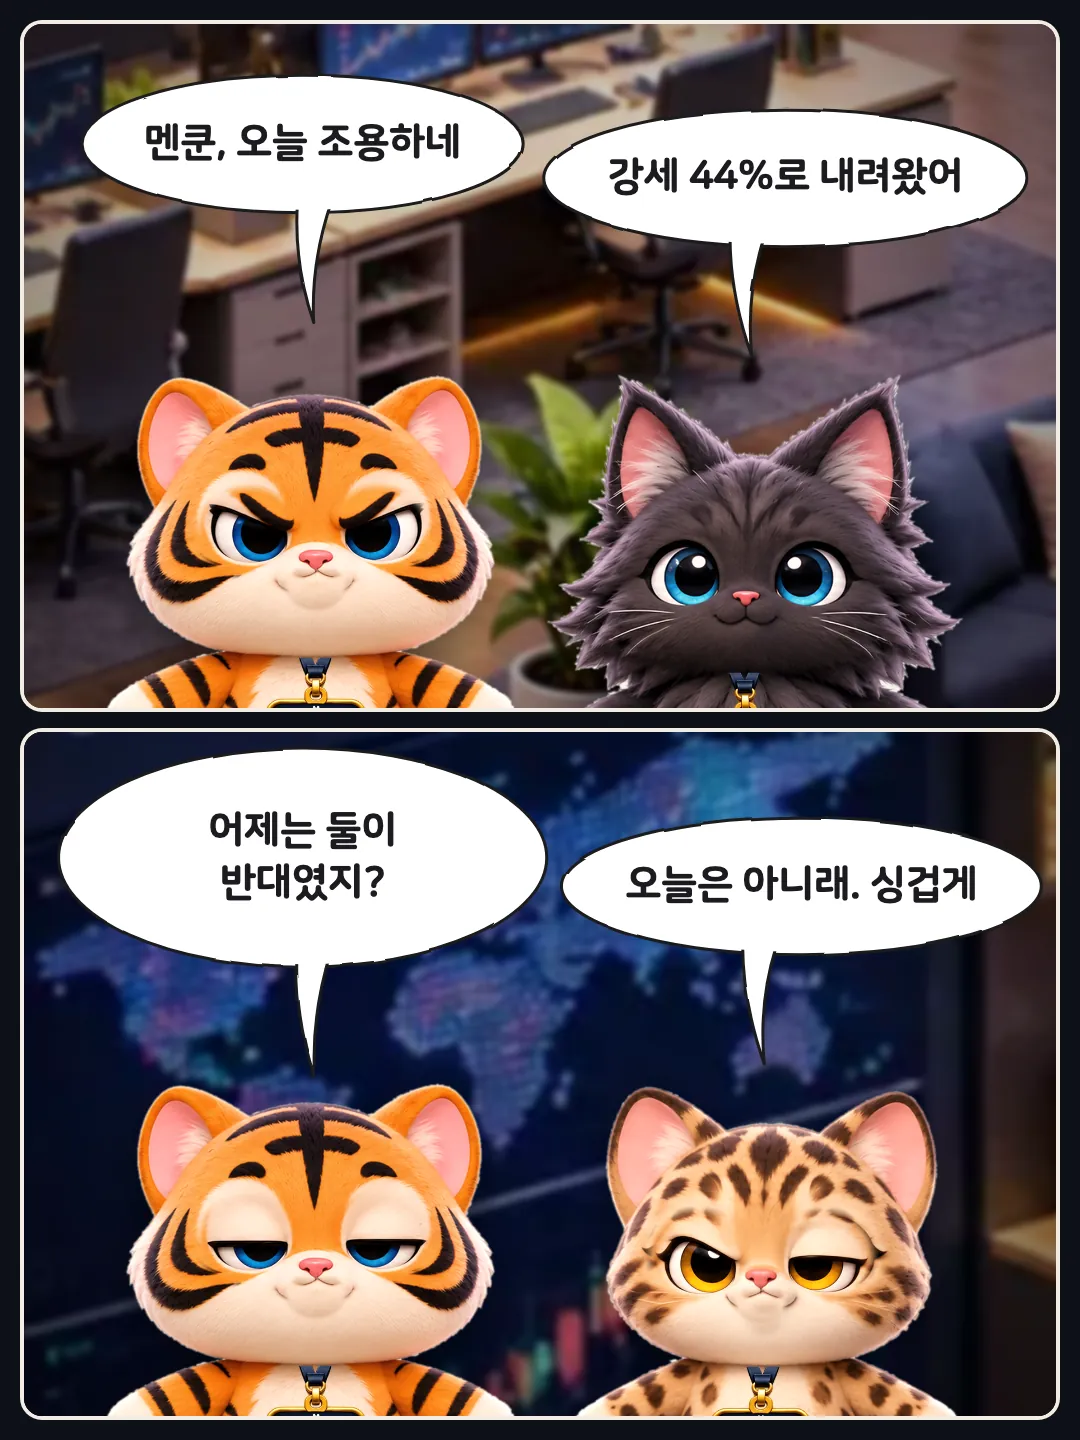 멘쿤, 오늘 조용하네
강세 44%로 내려왔어
어제는 둘이
반대였지?
오늘은 아니래. 싱겁게